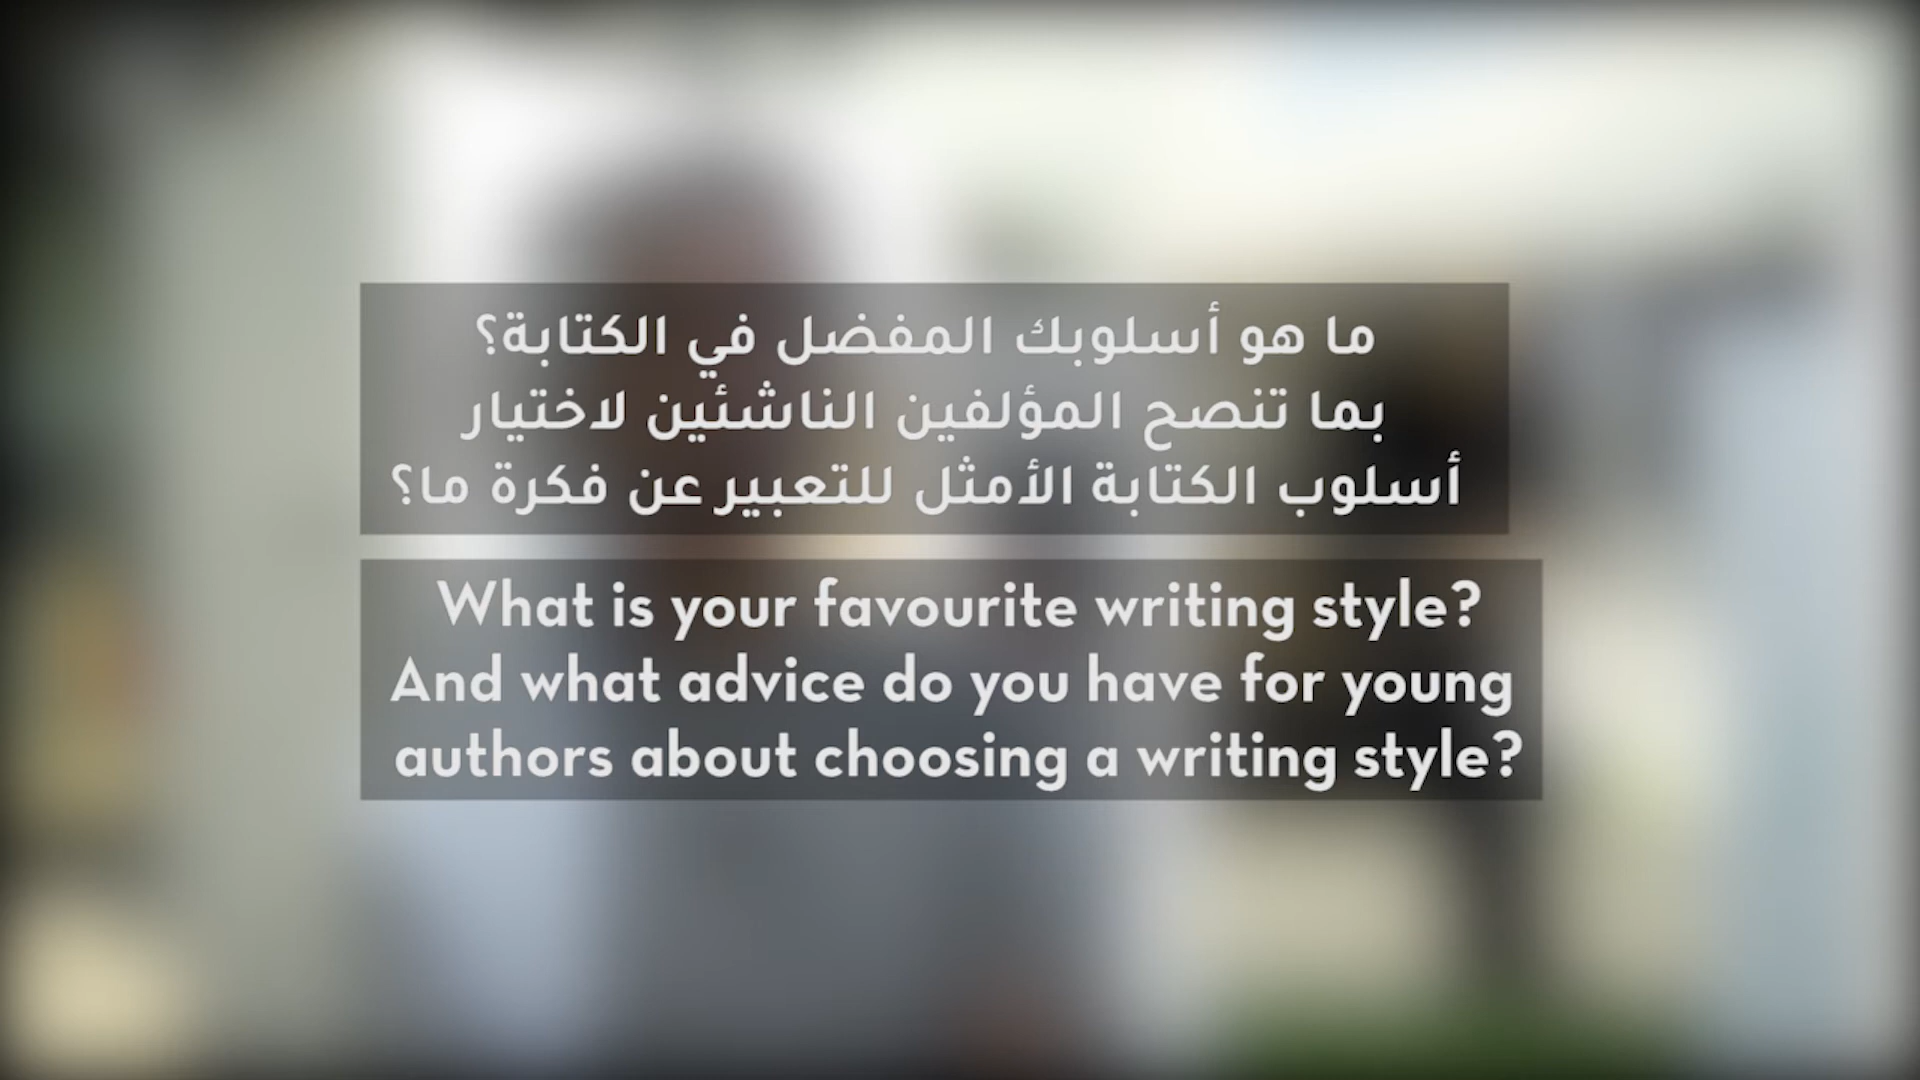 ما هو أسلوبك المفضل في الكتابة؟
بما تنصح المؤلفين الناشئين لاختيار
أسلوب الكتابة الأمثل للتعبير عن فكرة ما؟
What is your favourite writing style?
And what advice do you have for young
authors about choosing a writing style?